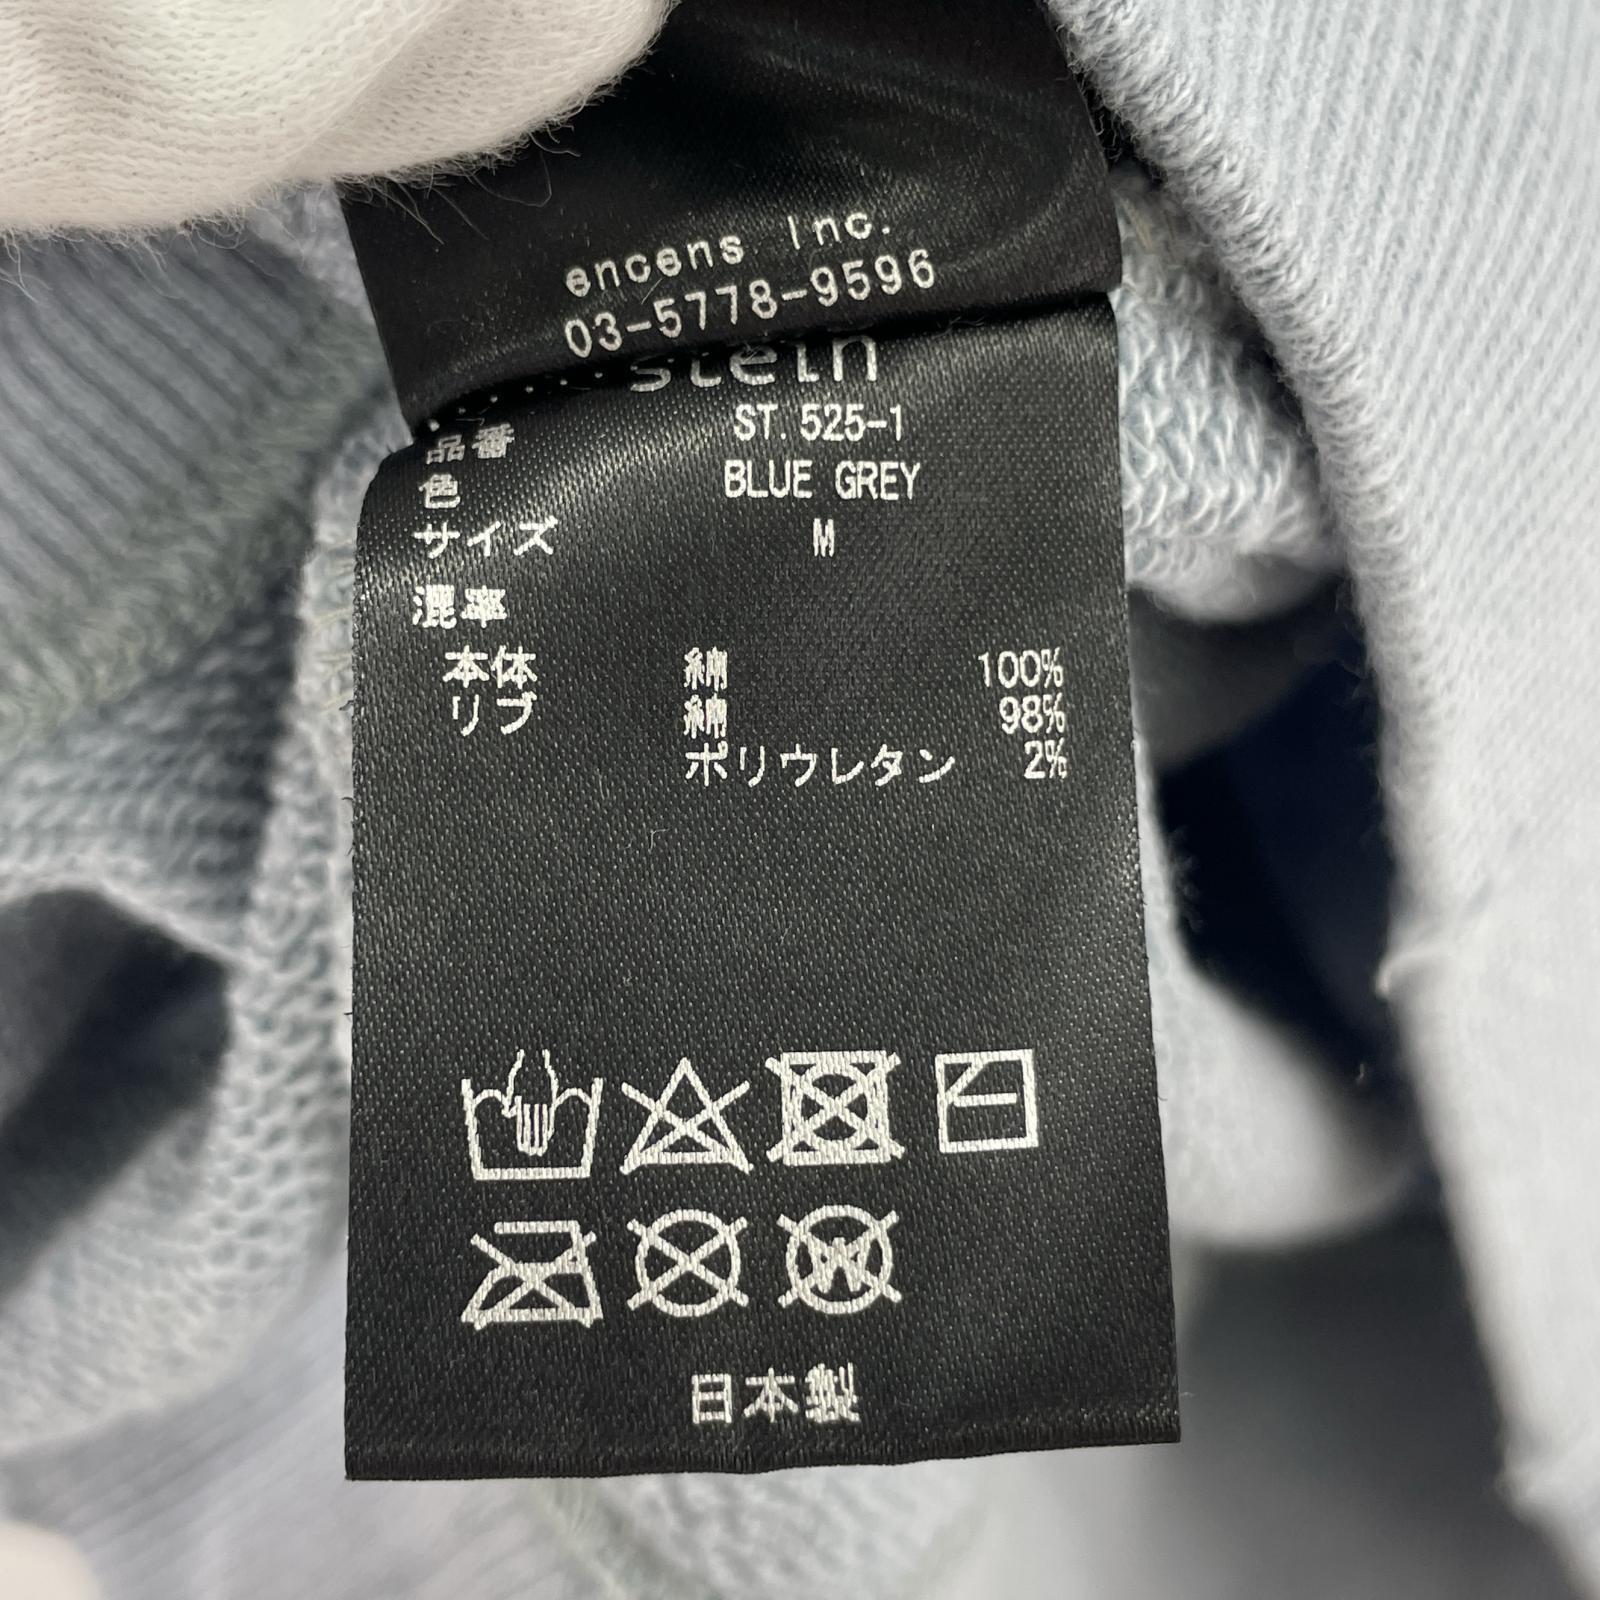 encens Inc.
03-5778-9596
stein
品番 ST.525-1
色 BLUE GREY
サイズ M
混率
本体 綿 100%
リブ 綿 98%
ポリウレタン 2%
W
日本製